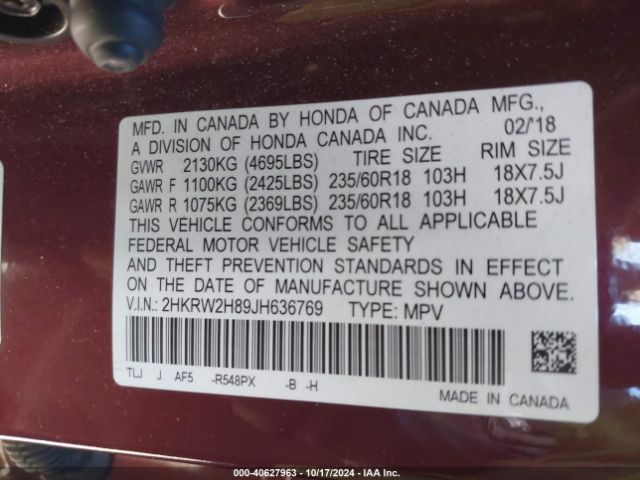 MFD. IN CANADA BY HONDA OF CANADA MFG.,
A DIVISION OF HONDA CANADA INC. 02/18
GVWR 2130KG (4695LBS) TIRE SIZE RIM SIZE
GAWR F 1100KG (2425LBS) 235/60R18 103H 18X7.5J
GAWR R 1075KG (2369LBS) 235/60R18 103H 18X7.5J
THIS VEHICLE CONFORMS TO ALL APPLICABLE
FEDERAL MOTOR VEHICLE SAFETY
AND THEFT PREVENTION STANDARDS IN EFFECT
ON THE DATE OF MANUFACTURE SHOWN ABOVE.
V.I.N.: 2HKRW2H89JH636769 TYPE: MPV
TLJ J AF5 -R548PX -B -H
MADE IN CANADA
000-40627963 | 10/17/2024 | IAA Inc.